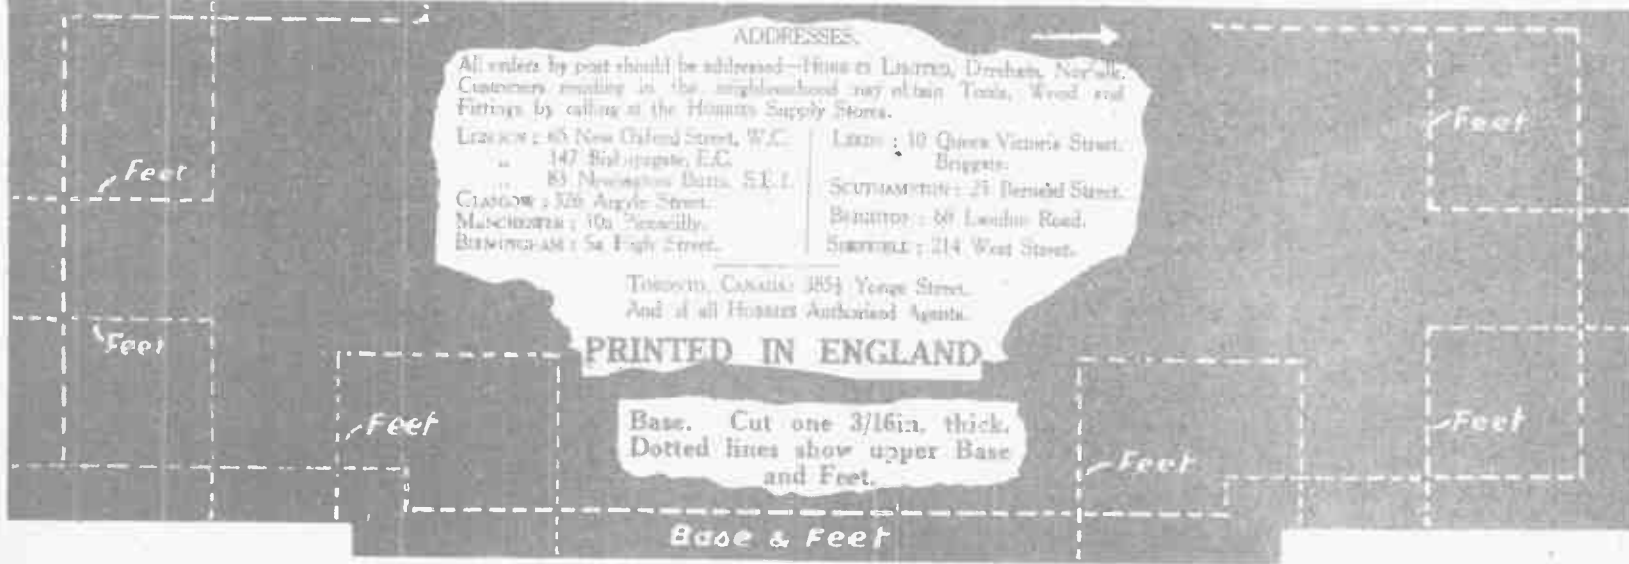 ADDRESSES.
All orders by post should be addressed—HOBBIES LIMITED, Dereham, Norfolk.
Customers residing in the neighbourhood may obtain Tools, Wood and
Fittings by calling at the HOBBIES Supply Stores.
LONDON : 65 New Oxford Street, W.C.
„ 147 Bishopsgate, E.C.
„ 83 Newington Butts, S.E.1.
GLASGOW : 326 Argyle Street.
MANCHESTER : 10a Piccadilly.
BIRMINGHAM : 5a High Street.
LEEDS : 10 Queen Victoria Street,
Briggate.
SOUTHAMPTON : 25 Bernard Street.
BRIGHTON : 68 London Road.
SHEFFIELD : 214 West Street.
TORONTO, CANADA: 385½ Yonge Street.
And of all HOBBIES Authorised Agents.
PRINTED IN ENGLAND
Feet
Feet
Feet
Feet
Feet
Feet
Base. Cut one 3/16in. thick.
Dotted lines show upper Base
and Feet.
Base & Feet